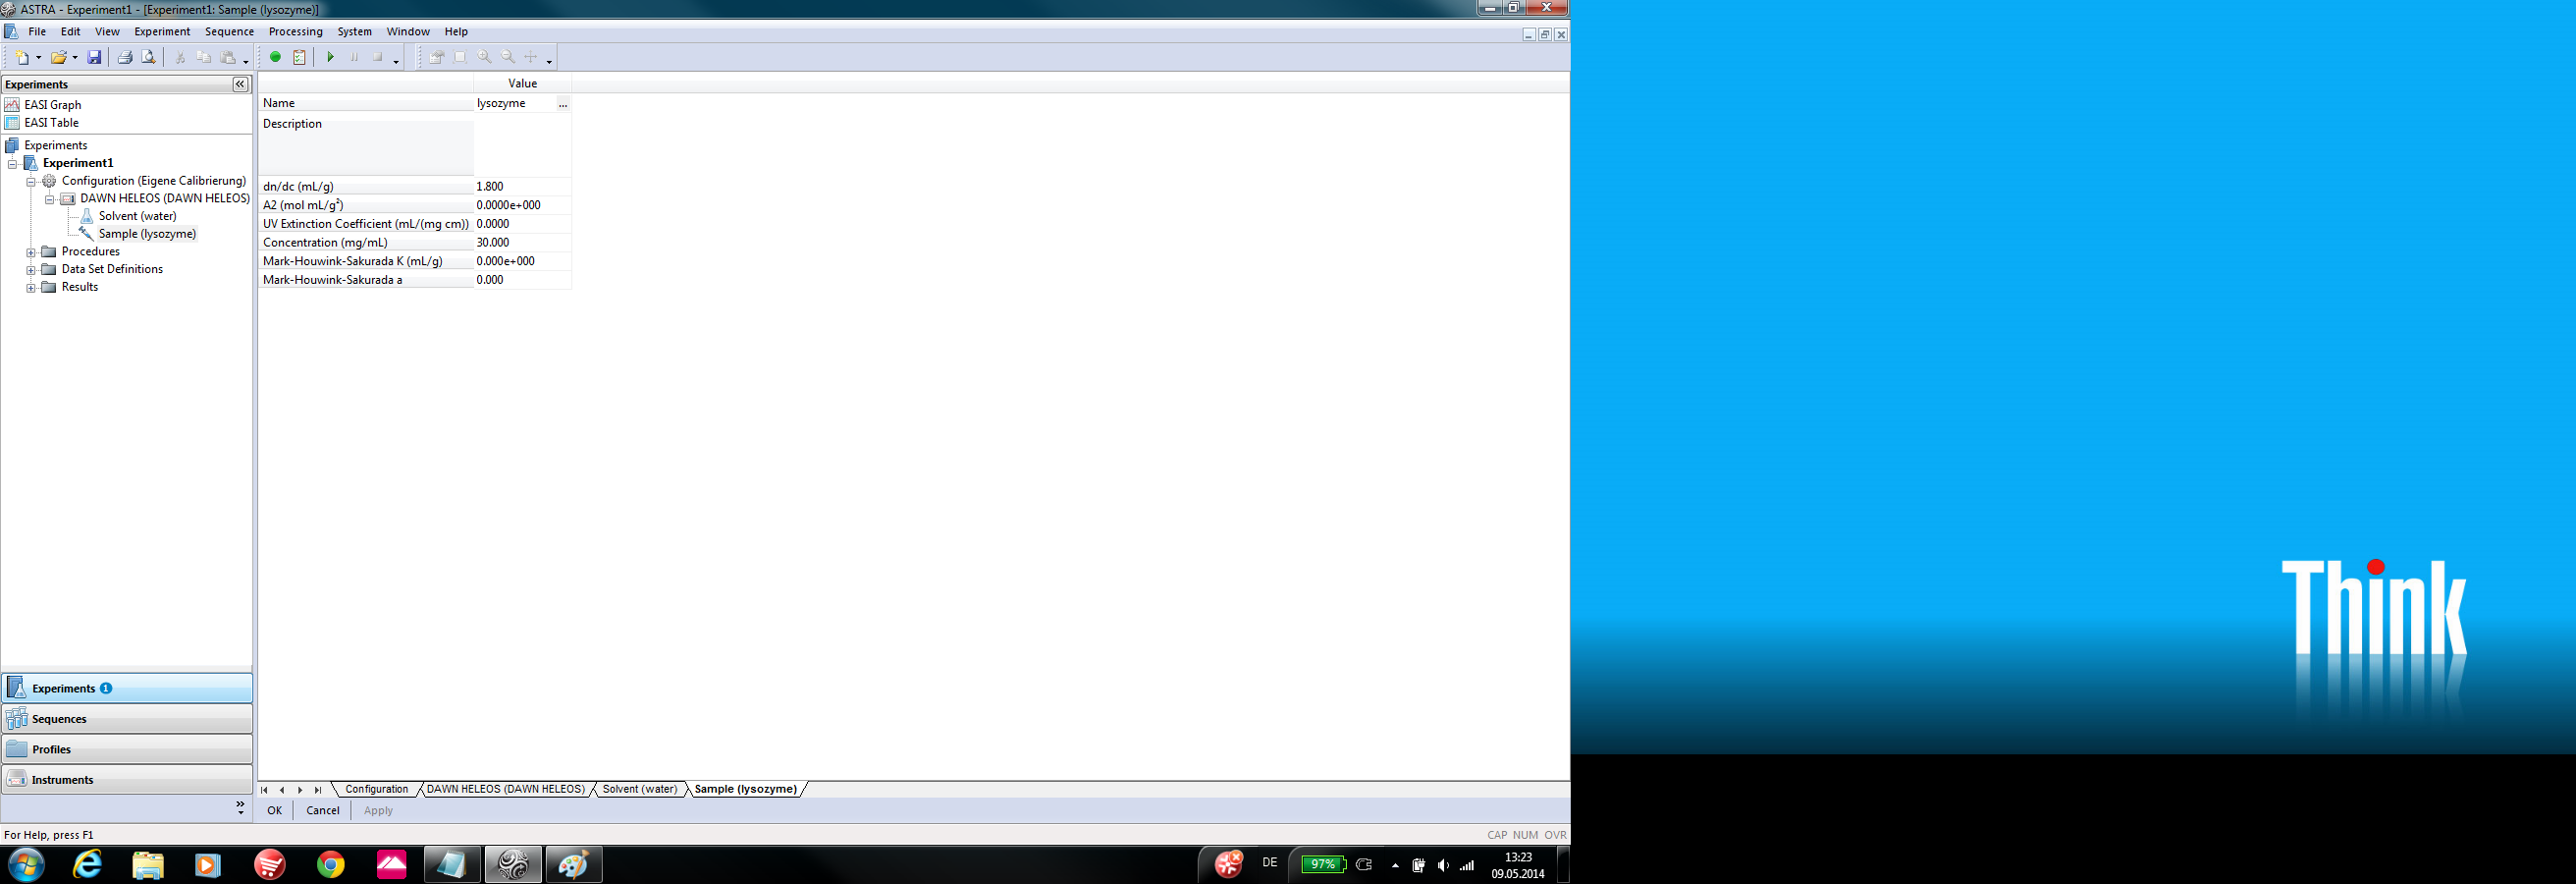 ASTRA - Experiment1 - [Experiment1: Sample (lysozyme)]
File Edit View Experiment Sequence Processing System Window Help
Experiments
EASI Graph
EASI Table
Experiments
Experiment1
Configuration (Eigene Calibrierung)
DAWN HELEOS (DAWN HELEOS)
Solvent (water)
Sample (lysozyme)
Procedures
Data Set Definitions
Results
Value
Name lysozyme ...
Description
dn/dc (mL/g) 1.800
A2 (mol mL/g²) 0.0000e+000
UV Extinction Coefficient (mL/(mg cm)) 0.0000
Concentration (mg/mL) 30.000
Mark-Houwink-Sakurada K (mL/g) 0.000e+000
Mark-Houwink-Sakurada a 0.000
Think
Experiments 1
Sequences
Profiles
Instruments
Configuration DAWN HELEOS (DAWN HELEOS) Solvent (water) Sample (lysozyme)
OK Cancel Apply
For Help, press F1
CAP NUM OVR
DE 97% 13:23
09.05.2014